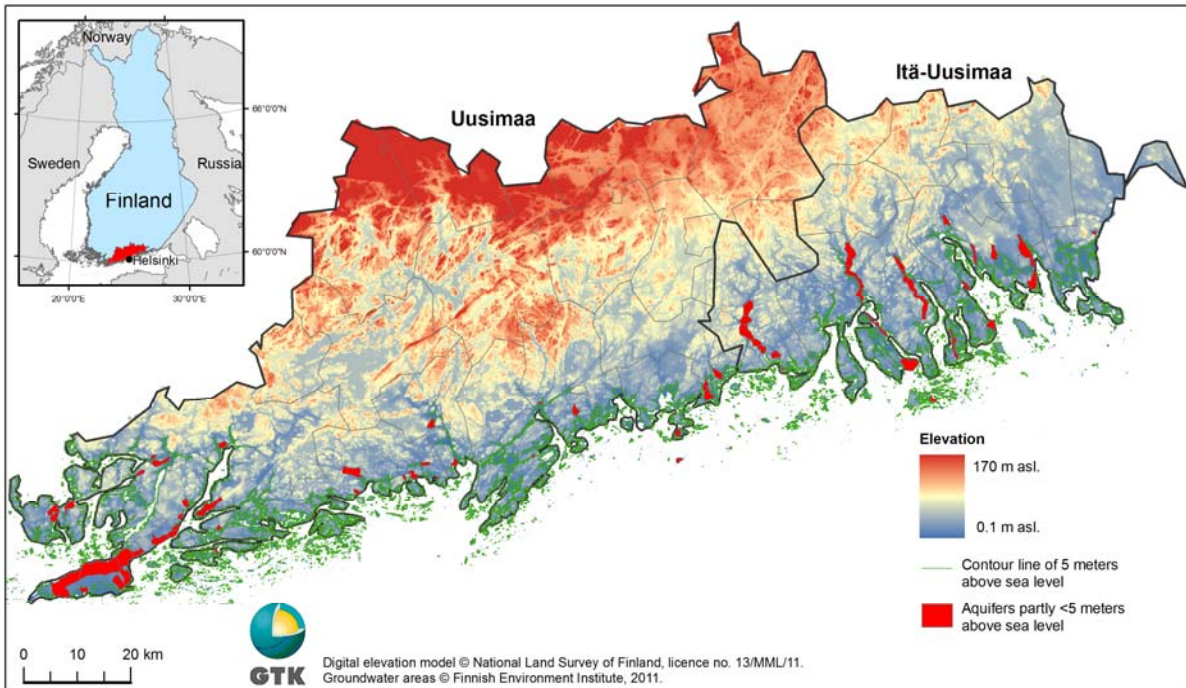 Norway
Sweden
Finland
Russia
Helsinki
66°0'0"N
60°0'0"N
20°0'0"E
30°0'0"E
Uusimaa
Itä-Uusimaa
Elevation
170 m asl.
0.1 m asl.
Contour line of 5 meters
above sea level
Aquifers partly <5 meters
above sea level
0 10 20 km
GTK
Digital elevation model © National Land Survey of Finland, licence no. 13/MML/11.
Groundwater areas © Finnish Environment Institute, 2011.